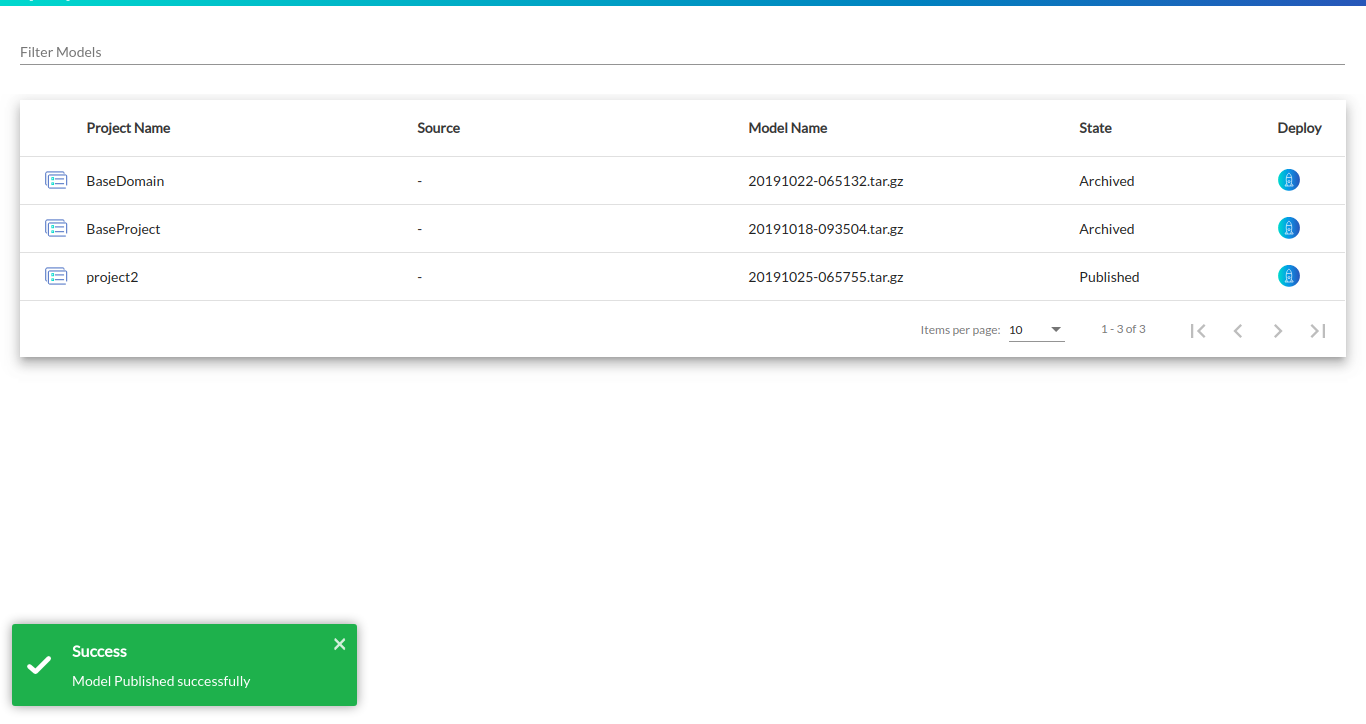 Filter Models
Project Name Source Model Name State Deploy
BaseDomain - 20191022-065132.tar.gz Archived
BaseProject - 20191018-093504.tar.gz Archived
project2 - 20191025-065755.tar.gz Published
Items per page: 10 1 - 3 of 3
Success
Model Published successfully